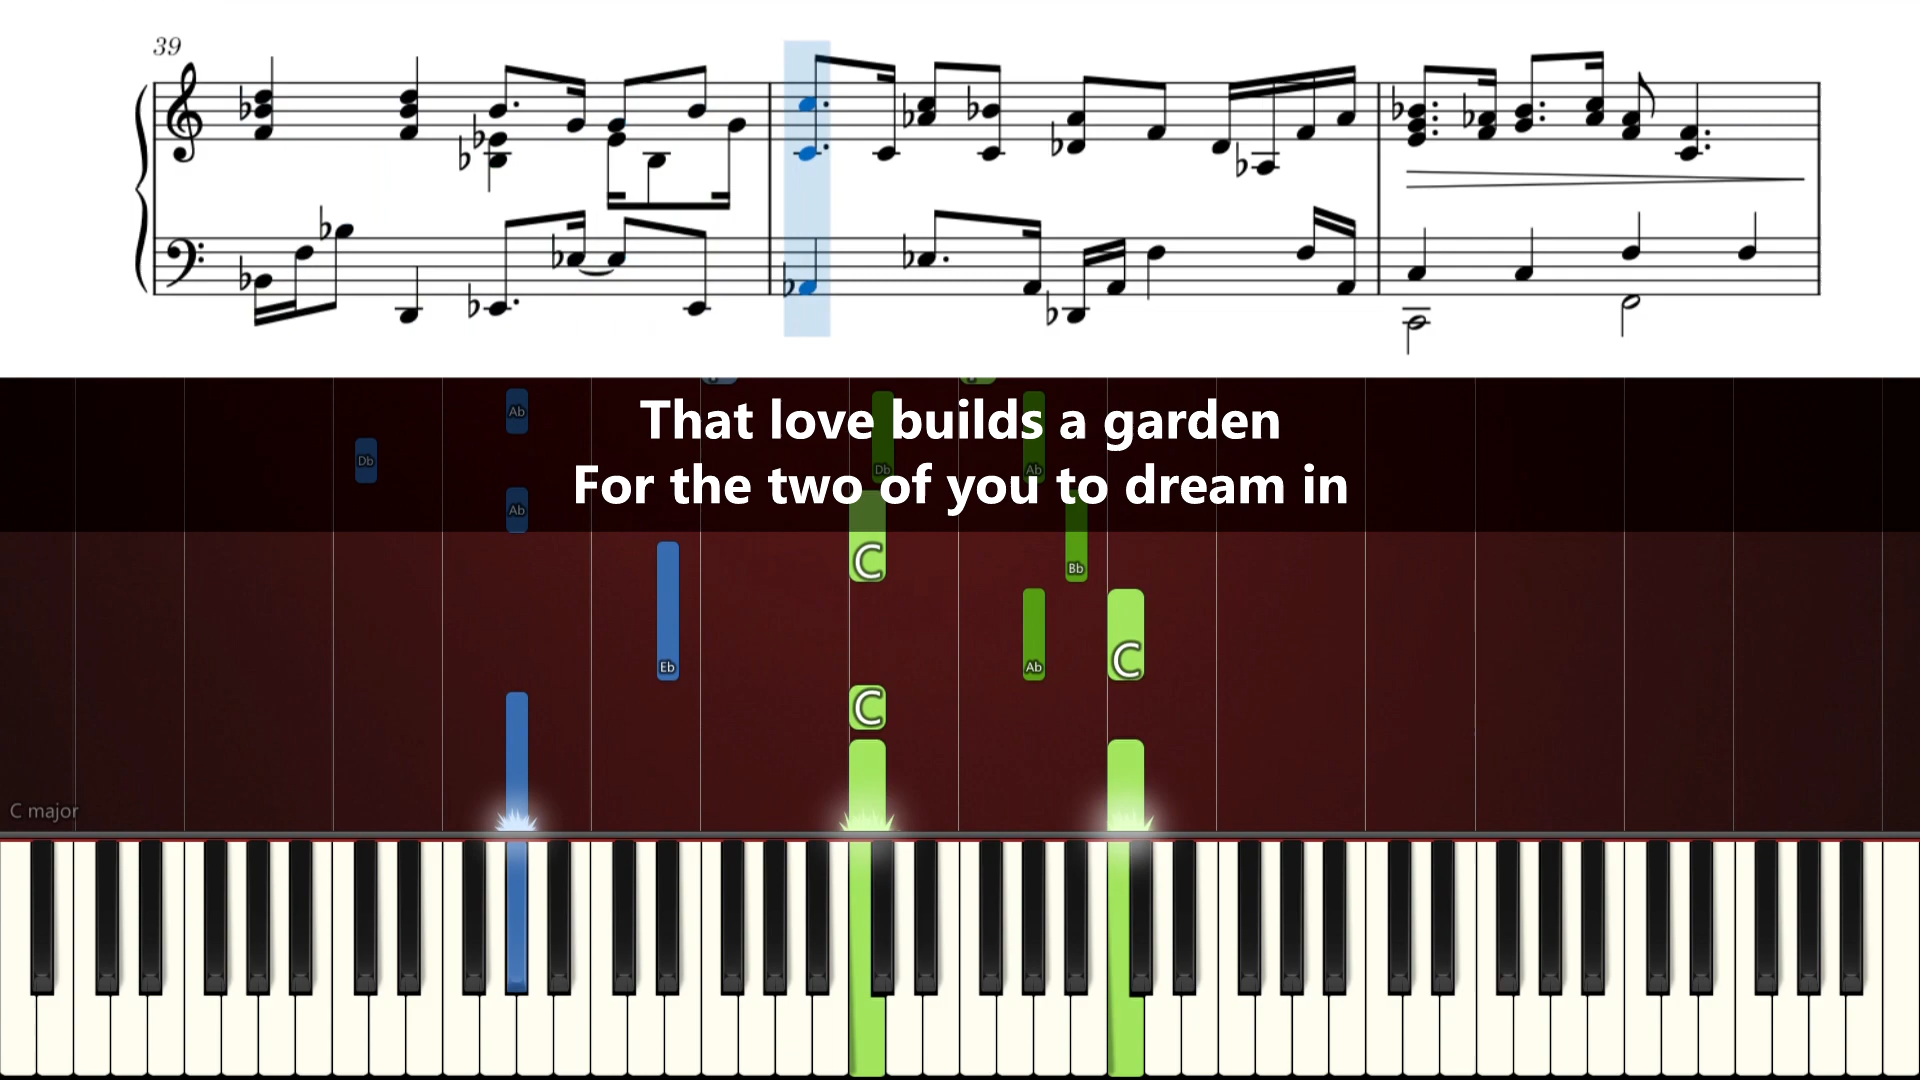 39
That love builds a garden
For the two of you to dream in
Ab
Db
Db
Ab
Ab
C
Bb
Eb
Ab
C
C
C major